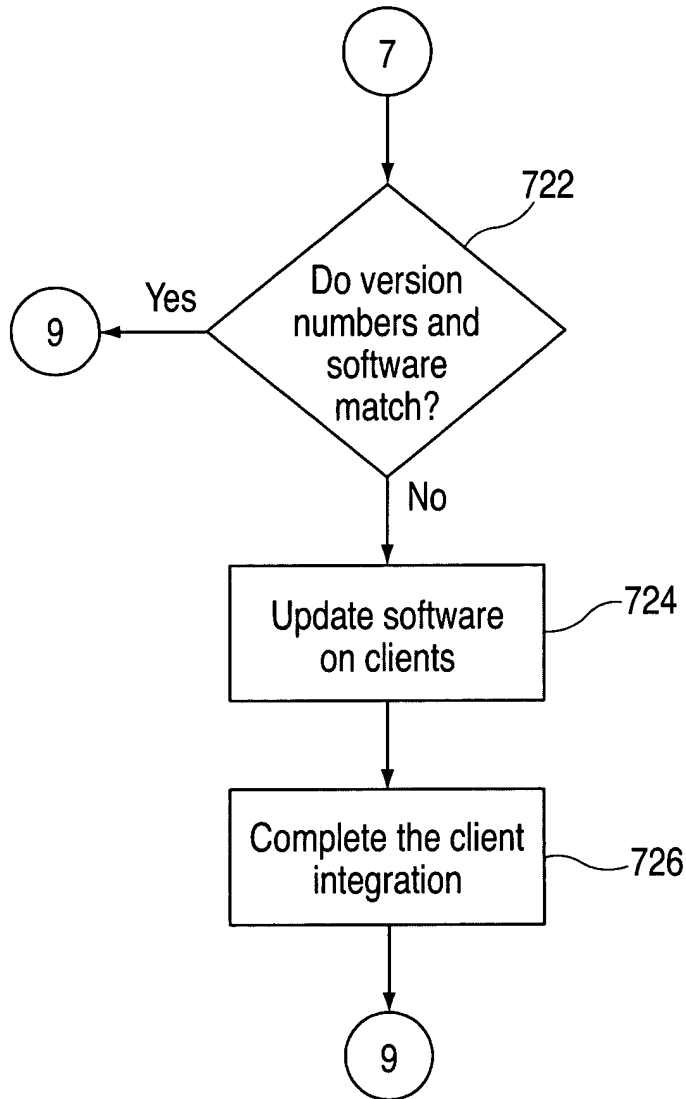 7
722
Do version
numbers and
software
match?
Yes
9
No
Update software
on clients
724
Complete the client
integration
726
9